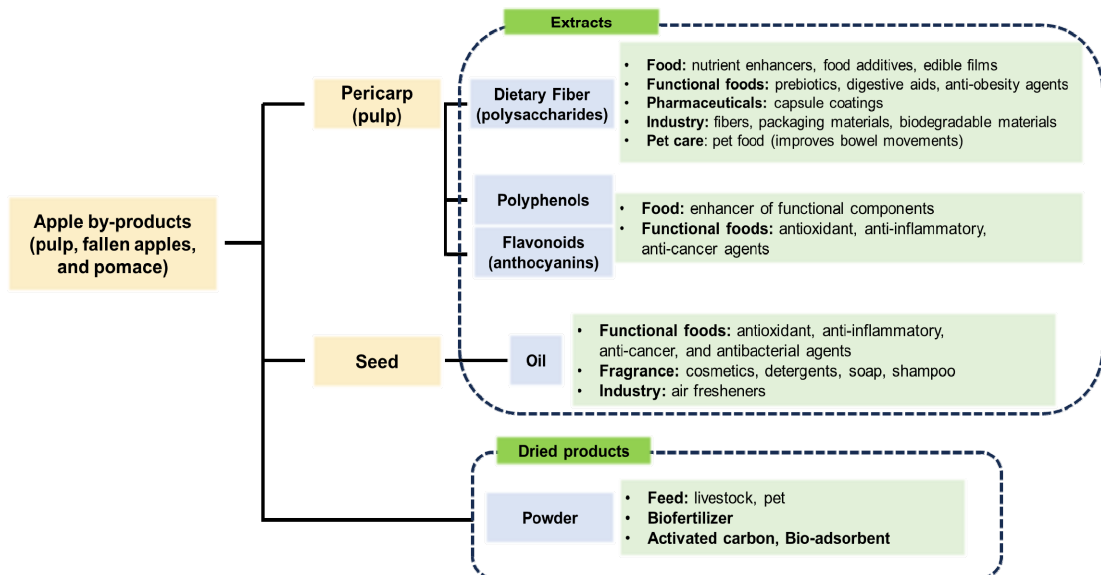 Extracts
Pericarp
(pulp)
Dietary Fiber
(polysaccharides)
• Food: nutrient enhancers, food additives, edible films
• Functional foods: prebiotics, digestive aids, anti-obesity agents
• Pharmaceuticals: capsule coatings
• Industry: fibers, packaging materials, biodegradable materials
• Pet care: pet food (improves bowel movements)
Apple by-products
(pulp, fallen apples,
and pomace)
Polyphenols
Flavonoids
(anthocyanins)
• Food: enhancer of functional components
• Functional foods: antioxidant, anti-inflammatory,
anti-cancer agents
Seed
Oil
• Functional foods: antioxidant, anti-inflammatory,
anti-cancer, and antibacterial agents
• Fragrance: cosmetics, detergents, soap, shampoo
• Industry: air fresheners
Dried products
Powder
• Feed: livestock, pet
• Biofertilizer
• Activated carbon, Bio-adsorbent